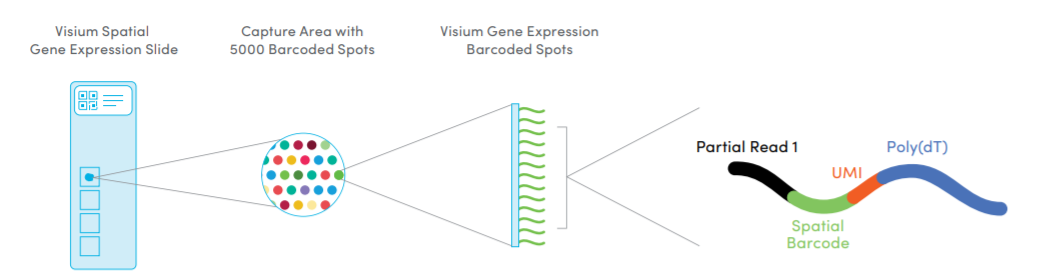 Visium Spatial
Gene Expression Slide
Capture Area with
5000 Barcoded Spots
Visium Gene Expression
Barcoded Spots
Partial Read 1
Poly(dT)
UMI
Spatial
Barcode